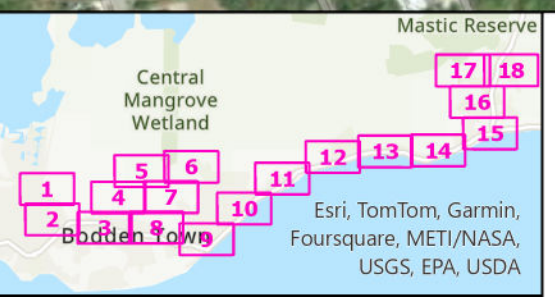 Mastic Reserve
17 18
Central
Mangrove
Wetland
16
15
14
13
12
11
5 6
1
4 7
10
2
3 8
9
Bodden Town
Esri, TomTom, Garmin,
Foursquare, METI/NASA,
USGS, EPA, USDA